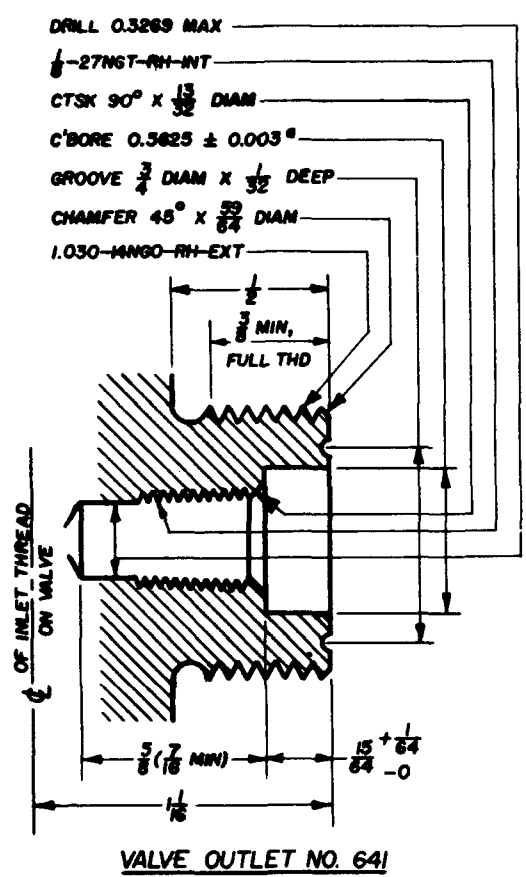 DRILL 0.3269 MAX
1/8-27NGT-RH-INT
CTSK 90° X 13/32 DIAM
C'BORE 0.5625 ± 0.003 a
GROOVE 3/4 DIAM X 1/32 DEEP
CHAMFER 45° X 59/64 DIAM
1.030-14NGO-RH-EXT
1/2
3/8 MIN,
FULL THD
℄ OF INLET THREAD
ON VALVE
5/8 (7/16 MIN)
15/64 +1/64 -0
1 1/16
VALVE OUTLET NO. 641